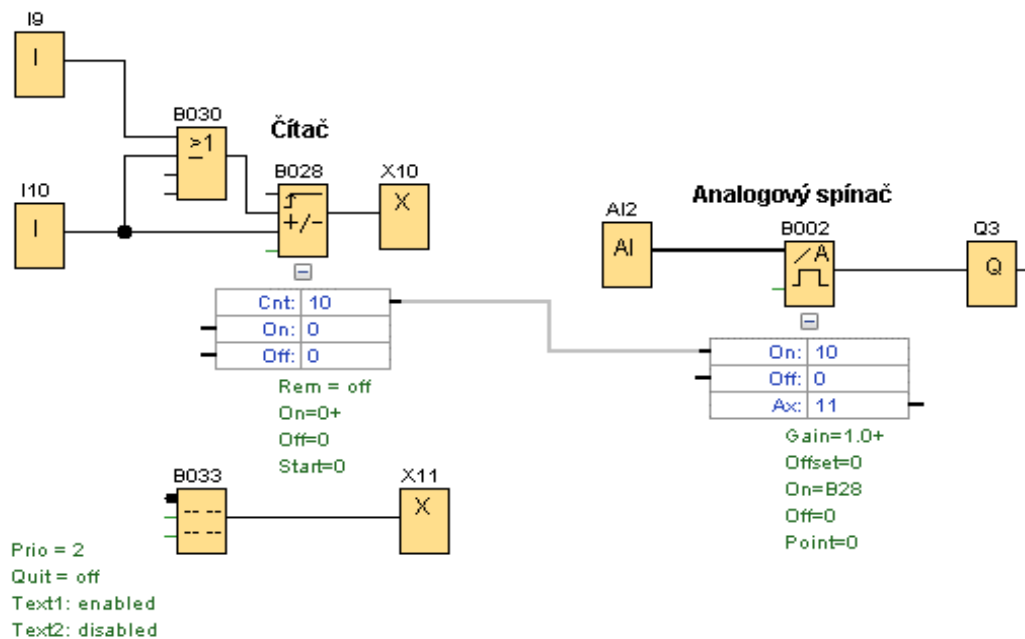 I9
I
B030
>1
Čítač
I10
I
B028
+/-
X10
X
Cnt: 10
On: 0
Off: 0
Rem = off
On=0+
Off=0
Start=0
Analogový spínač
AI2
AI
B002
/A
Q3
Q
On: 10
Off: 0
Ax: 11
Gain=1.0+
Offset=0
On=B28
Off=0
Point=0
B033
X11
X
Prio = 2
Quit = off
Text1: enabled
Text2: disabled